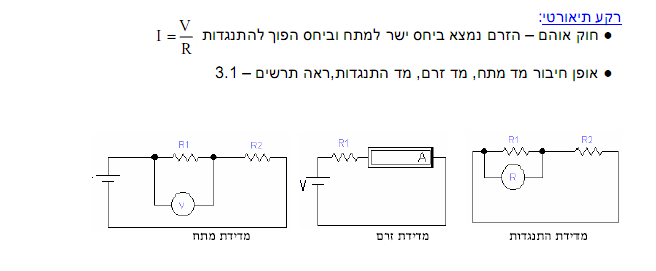 רקע תיאורטי:
● חוק אוהם – הזרם נמצא ביחס ישר למתח וביחס הפוך להתנגדות I = V/R
● אופן חיבור מד מתח, מד זרם, מד התנגדות,ראה תרשים – 3.1
R1 R2 R1 R1 R2
A
V V R
מדידת מתח מדידת זרם מדידת התנגדות